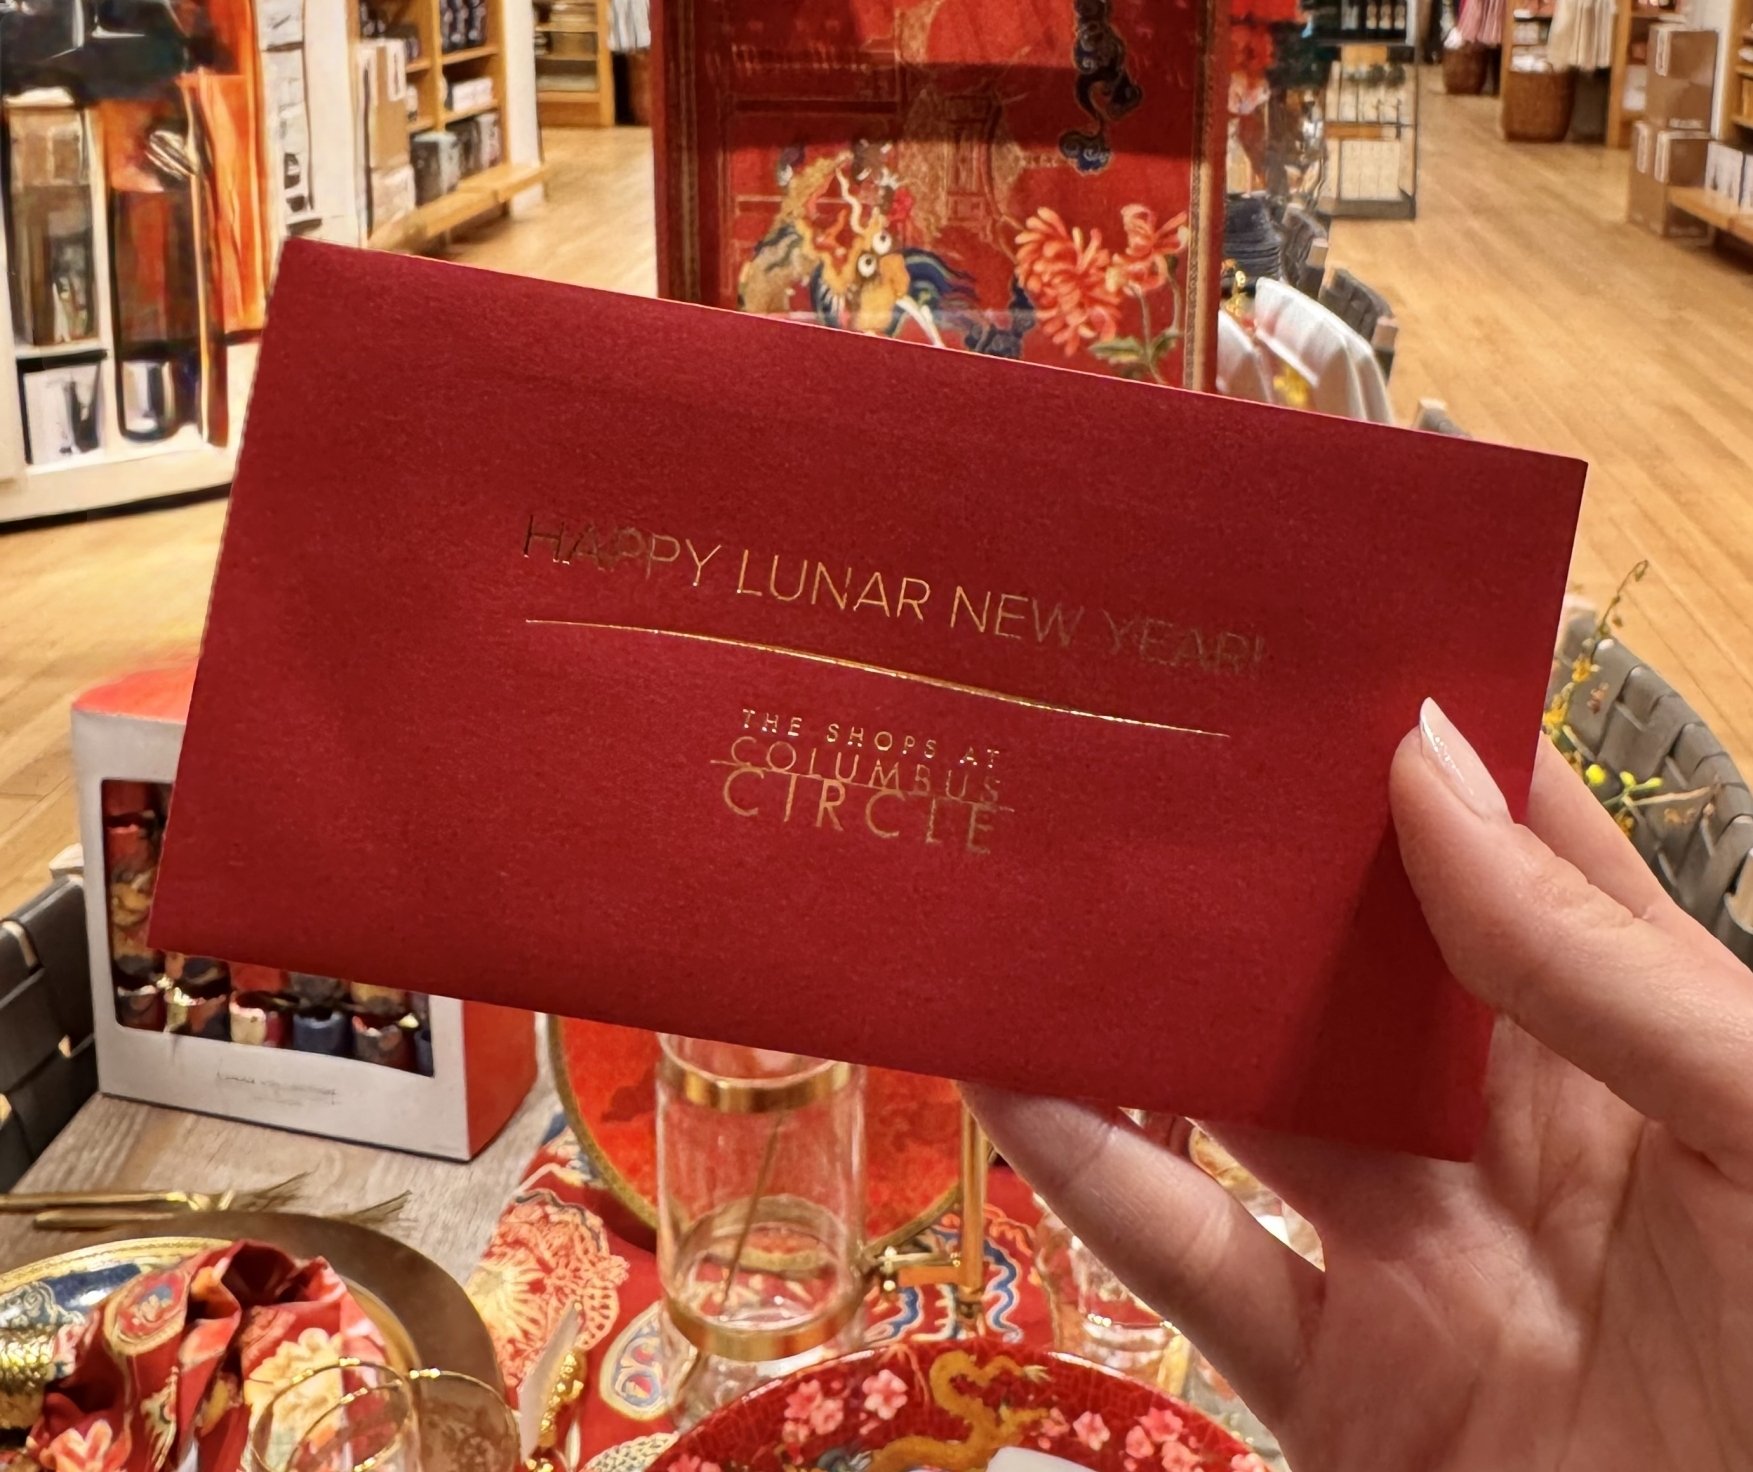 HAPPY LUNAR NEW YEAR!
THE SHOPS AT
COLUMBUS
CIRCLE